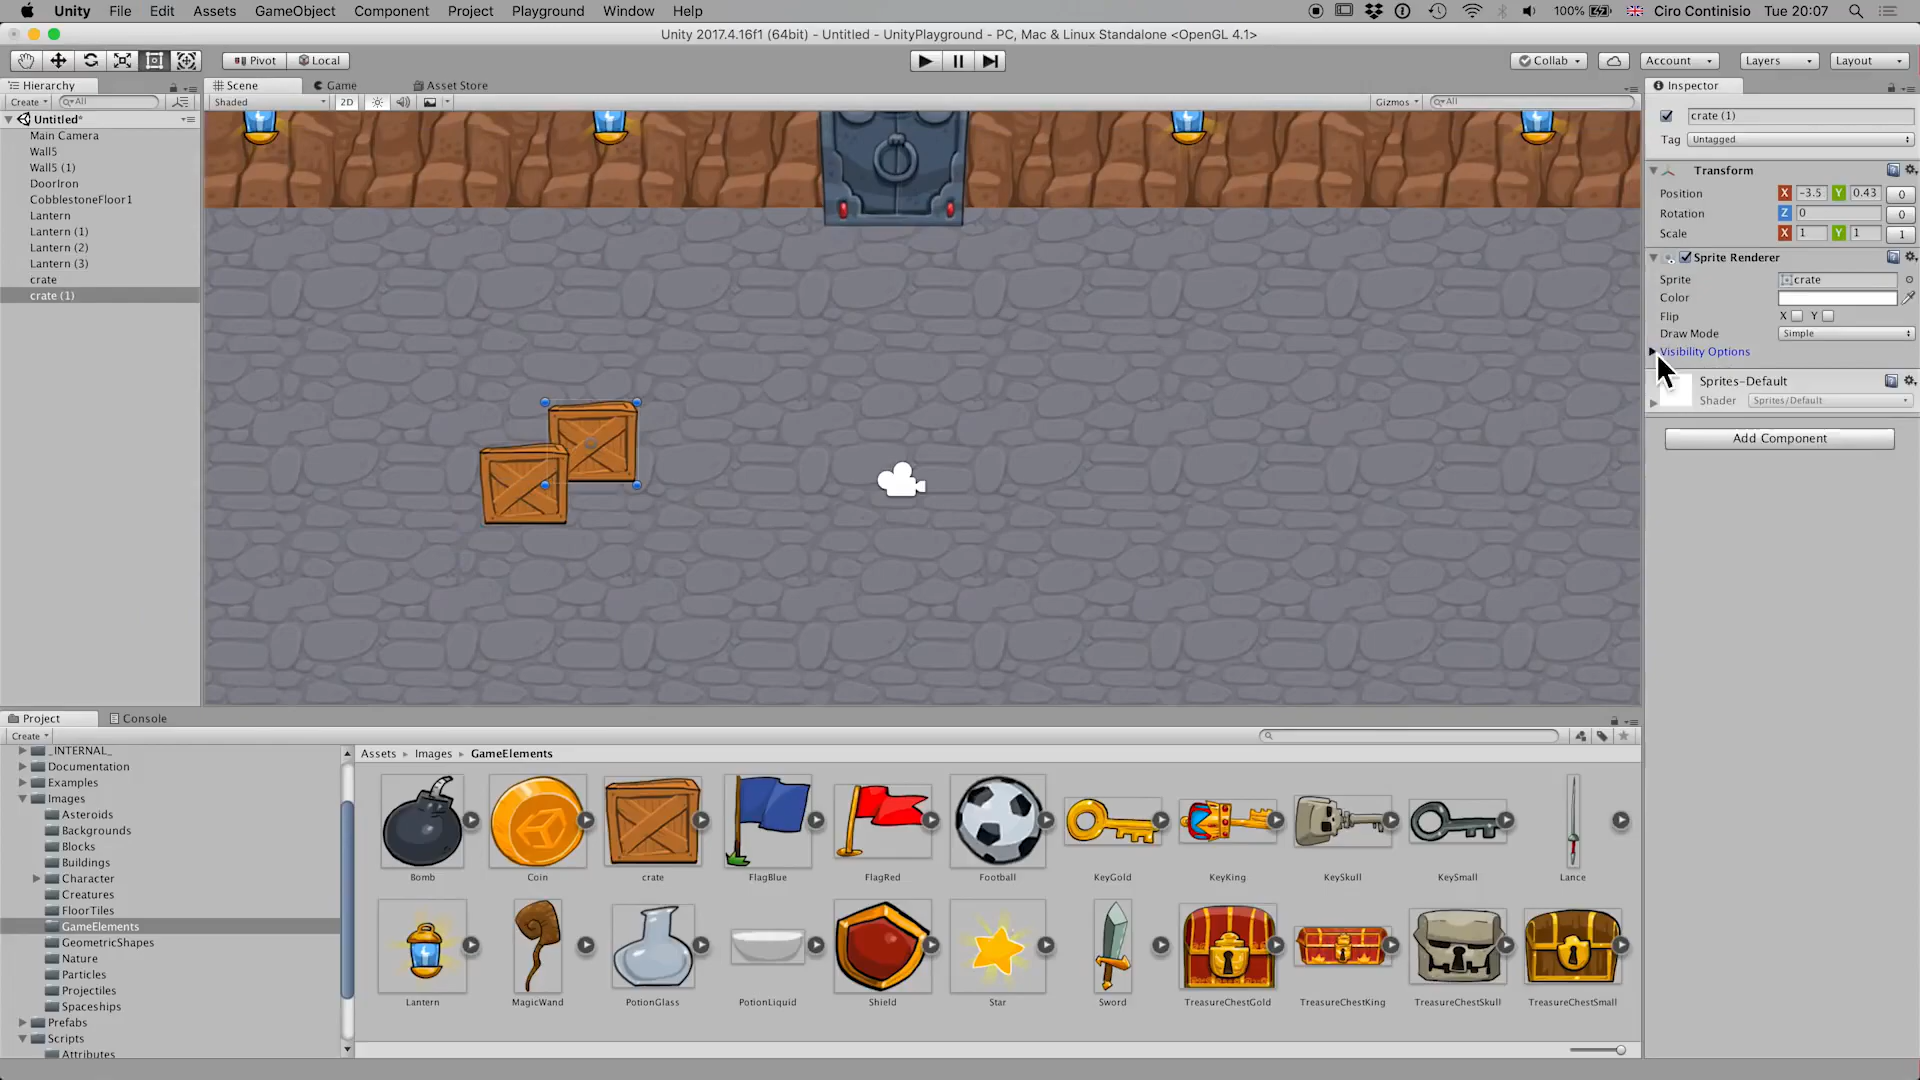 Unity File Edit Assets GameObject Component Project Playground Window Help 100% Ciro Continisio Tue 20:07
Unity 2017.4.16f1 (64bit) - Untitled - UnityPlayground - PC, Mac & Linux Standalone <OpenGL 4.1>
Pivot Local Collab Account Layers Layout
Hierarchy Scene Game Asset Store Inspector
Create All Shaded 2D Gizmos All
Untitled*
Main Camera
Wall5
Wall5 (1)
DoorIron
CobblestoneFloor1
Lantern
Lantern (1)
Lantern (2)
Lantern (3)
crate
crate (1)
crate (1)
Tag Untagged
Transform
Position X -3.5 Y 0.43 0
Rotation Z 0 0
Scale X 1 Y 1 1
Sprite Renderer
Sprite crate
Color
Flip X Y
Draw Mode Simple
Visibility Options
Sprites-Default
Shader Sprites/Default
Add Component
Project Console
Create
_INTERNAL_
Documentation
Examples
Images
Asteroids
Backgrounds
Blocks
Buildings
Character
Creatures
FloorTiles
GameElements
GeometricShapes
Nature
Particles
Projectiles
Spaceships
Prefabs
Scripts
Attributes
Assets Images GameElements
Bomb Coin crate FlagBlue FlagRed Football KeyGold KeyKing KeySkull KeySmall Lance
Lantern MagicWand PotionGlass PotionLiquid Shield Star Sword TreasureChestGold TreasureChestKing TreasureChestSkull TreasureChestSmall